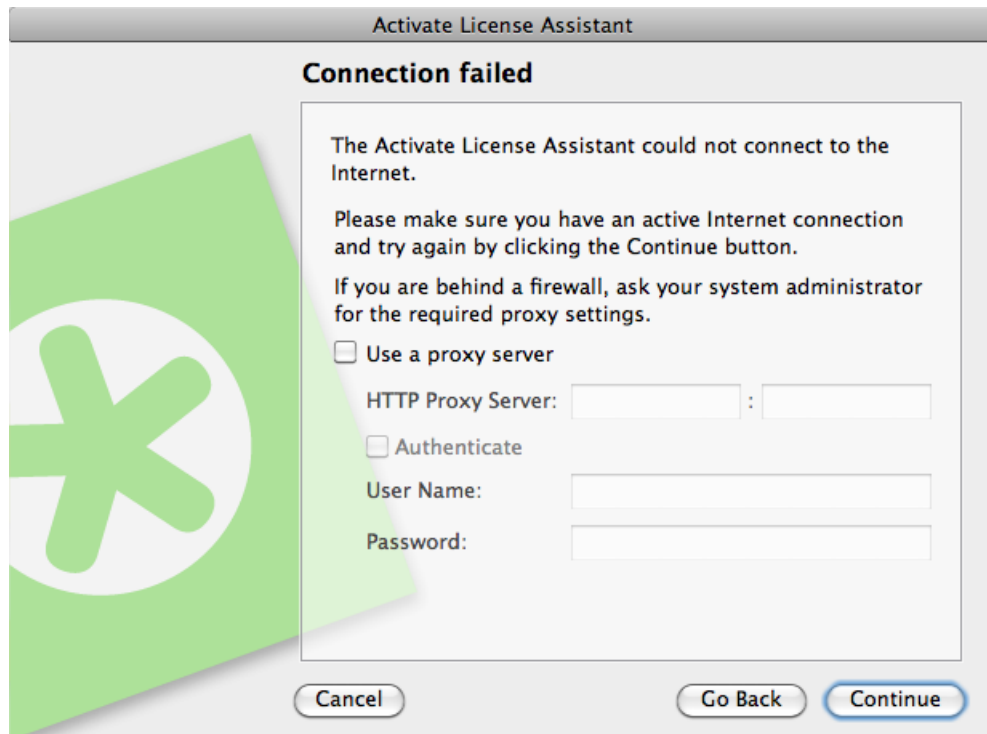 Activate License Assistant
Connection failed
The Activate License Assistant could not connect to the
Internet.
Please make sure you have an active Internet connection
and try again by clicking the Continue button.
If you are behind a firewall, ask your system administrator
for the required proxy settings.
Use a proxy server
HTTP Proxy Server: :
Authenticate
User Name:
Password:
Cancel Go Back Continue